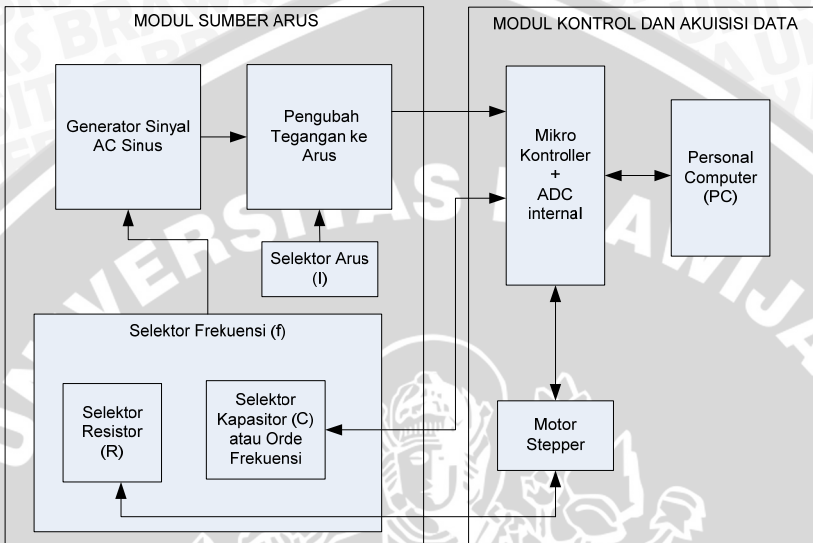 MODUL SUMBER ARUS
MODUL KONTROL DAN AKUISISI DATA
Generator Sinyal
AC Sinus
Pengubah
Tegangan ke
Arus
Mikro
Kontroller
+
ADC
internal
Personal
Computer
(PC)
Selektor Arus
(I)
Selektor Frekuensi (f)
Selektor
Resistor
(R)
Selektor
Kapasitor (C)
atau Orde
Frekuensi
Motor
Stepper